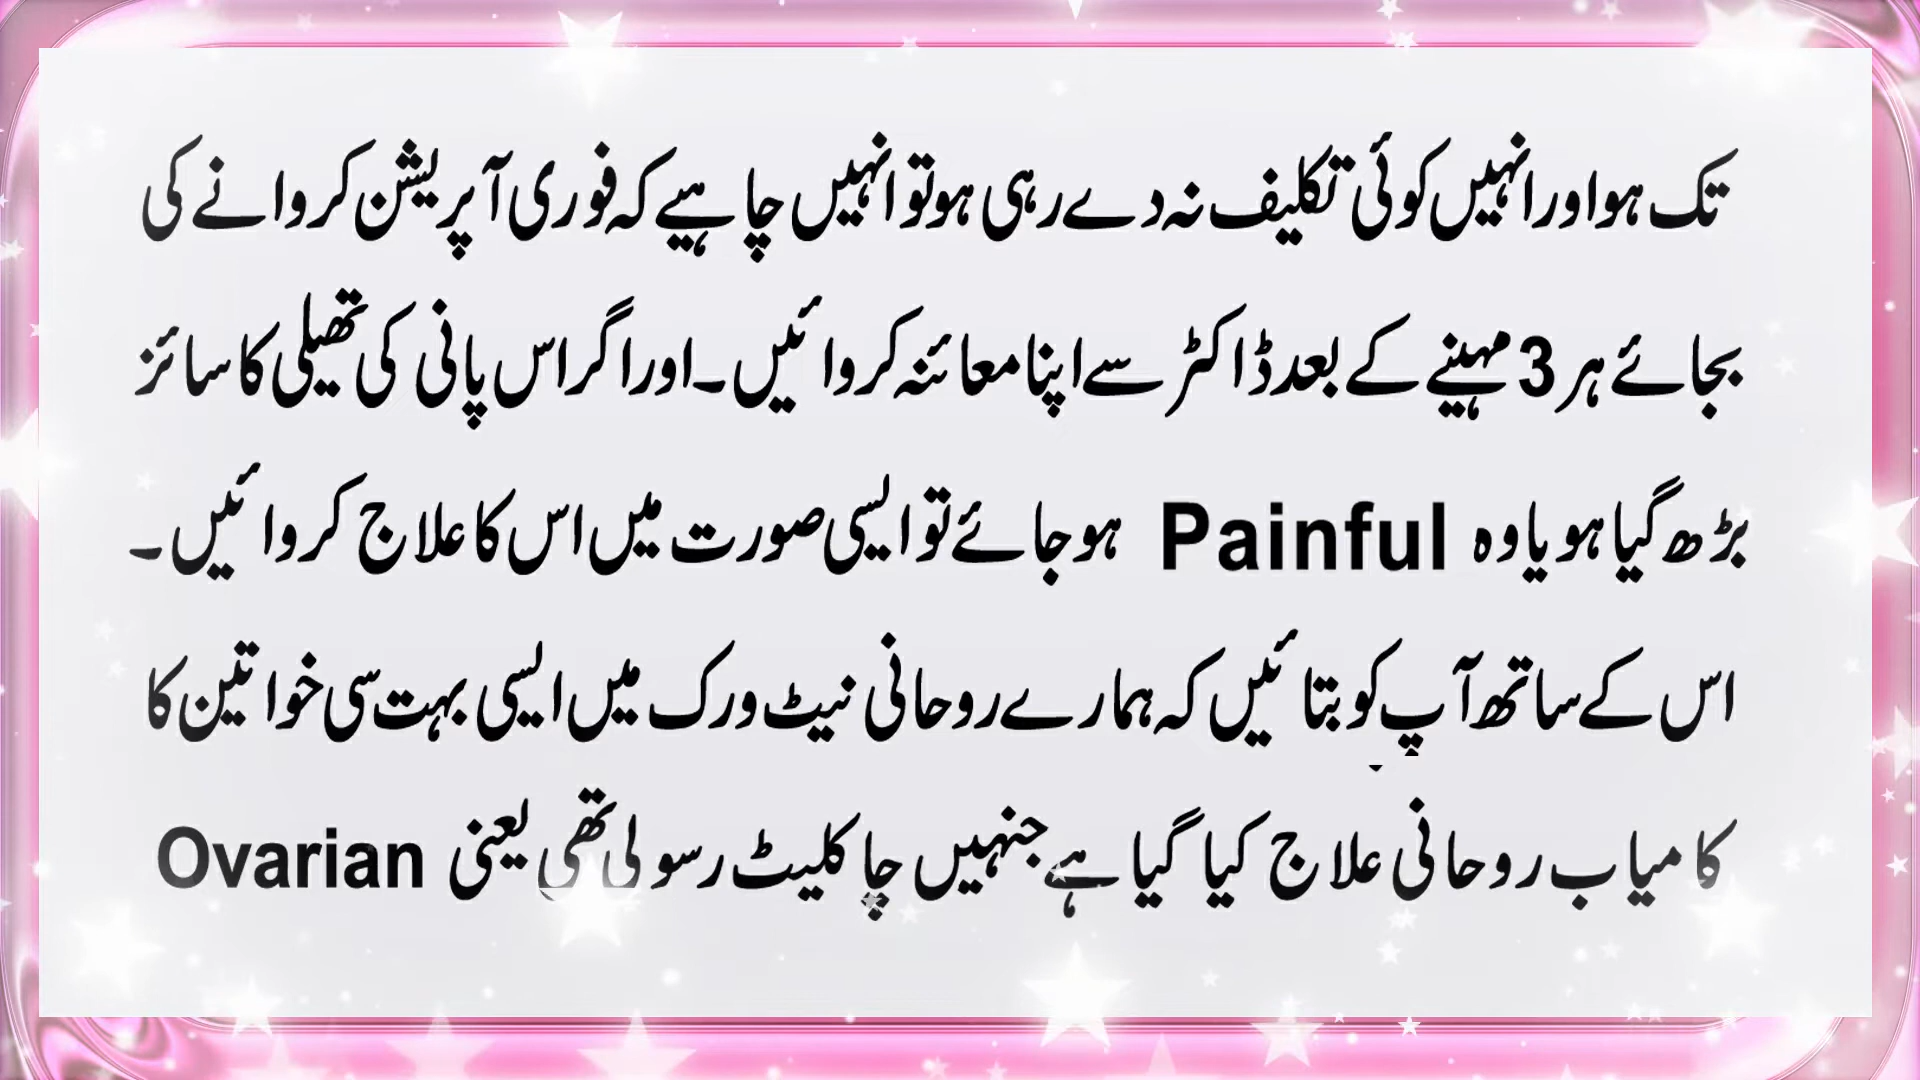 تک ہو اور انہیں کوئی تکلیف نہ دے رہی ہو تو انہیں چاہیے کہ فوری آپریشن کروانے کی
بجائے ہر 3 مہینے کے بعد ڈاکٹر سے اپنا معائنہ کروائیں۔ اور اگر اس پانی کی تھیلی کا سائز
بڑھ گیا ہو یا وہ Painful ہو جائے تو ایسی صورت میں اس کا علاج کروائیں۔
اس کے ساتھ آپ کو بتائیں کہ ہمارے روحانی نیٹ ورک میں ایسی بہت سی خواتین کا
کامیاب روحانی علاج کیا گیا ہے جنہیں چاکلیٹ رسولی تھی یعنی Ovarian